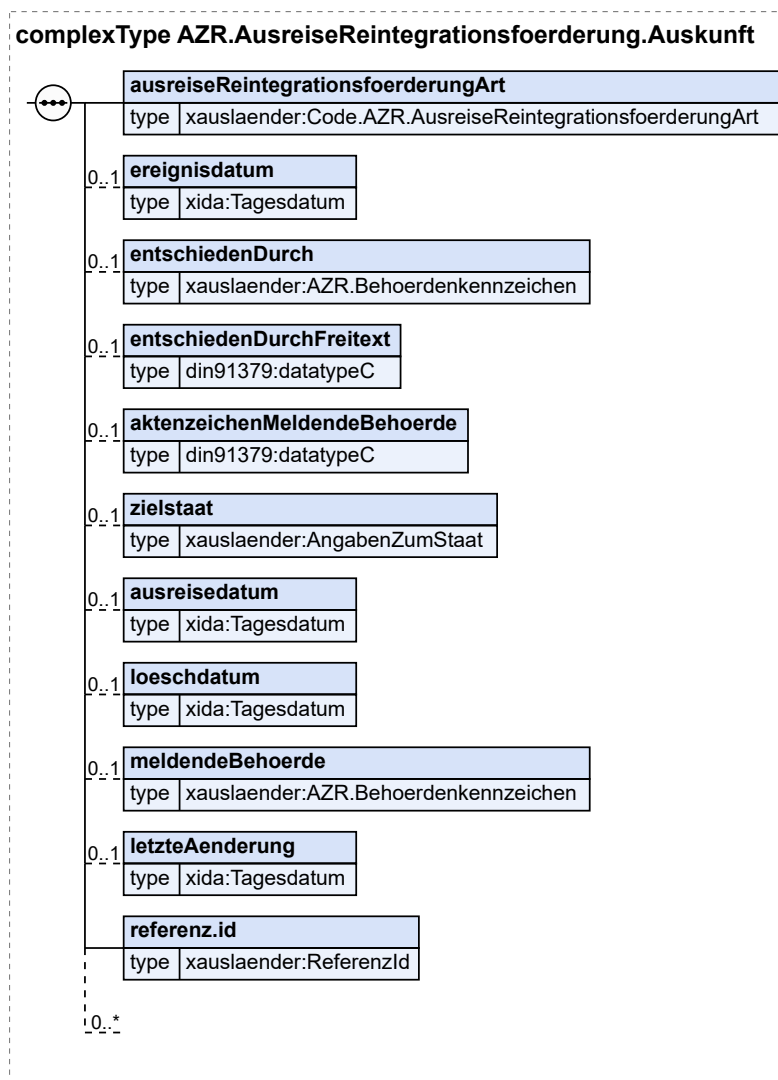 complexType AZR.AusreiseReintegrationsfoerderung.Auskunft
ausreiseReintegrationsfoerderungArt
type xauslaender:Code.AZR.AusreiseReintegrationsfoerderungArt
0..1 ereignisdatum
type xida:Tagesdatum
0..1 entschiedenDurch
type xauslaender:AZR.Behoerdenkennzeichen
0..1 entschiedenDurchFreitext
type din91379:datatypeC
0..1 aktenzeichenMeldendeBehoerde
type din91379:datatypeC
0..1 zielstaat
type xauslaender:AngabenZumStaat
0..1 ausreisedatum
type xida:Tagesdatum
0..1 loeschdatum
type xida:Tagesdatum
0..1 meldendeBehoerde
type xauslaender:AZR.Behoerdenkennzeichen
0..1 letzteAenderung
type xida:Tagesdatum
referenz.id
type xauslaender:ReferenzId
0..*